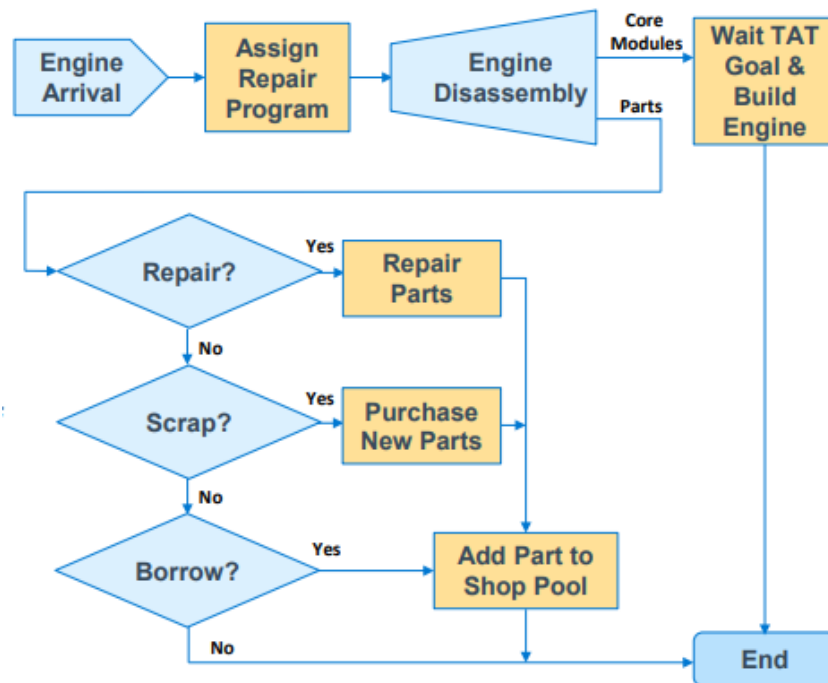 Engine
Arrival
Assign
Repair
Program
Engine
Disassembly
Core
Modules
Parts
Wait TAT
Goal &
Build
Engine
Repair?
Yes
Repair
Parts
No
Scrap?
Yes
Purchase
New Parts
No
Borrow?
Yes
Add Part to
Shop Pool
No
End